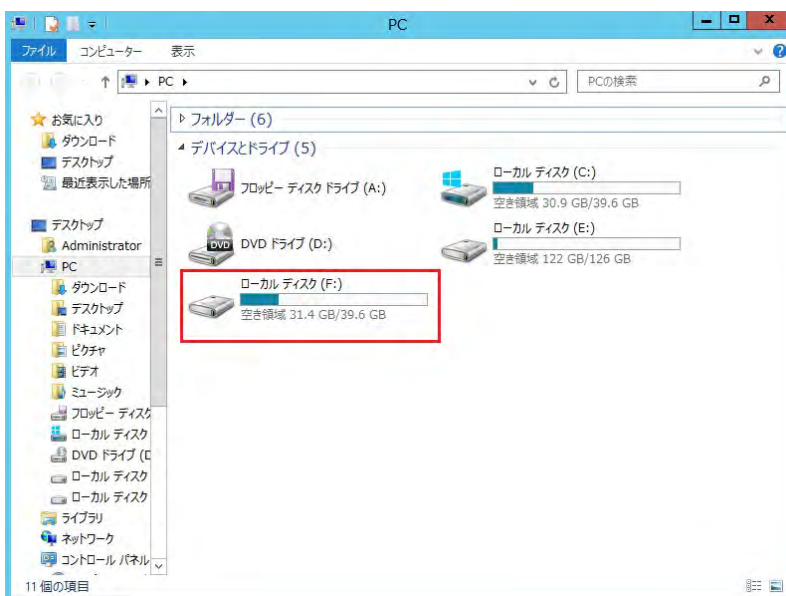 PC
ファイル コンピューター 表示
PC
PCの検索
お気に入り
ダウンロード
デスクトップ
最近表示した場所
デスクトップ
Administrator
PC
ダウンロード
デスクトップ
ドキュメント
ピクチャ
ビデオ
ミュージック
フロッピー ディスク
ローカル ディスク
DVD ドライブ (D
ローカル ディスク
ローカル ディスク
ライブラリ
ネットワーク
コントロール パネル
フォルダー (6)
デバイスとドライブ (5)
フロッピー ディスク ドライブ (A:)
ローカル ディスク (C:)
空き領域 30.9 GB/39.6 GB
DVD
DVD ドライブ (D:)
ローカル ディスク (E:)
空き領域 122 GB/126 GB
ローカル ディスク (F:)
空き領域 31.4 GB/39.6 GB
11 個の項目